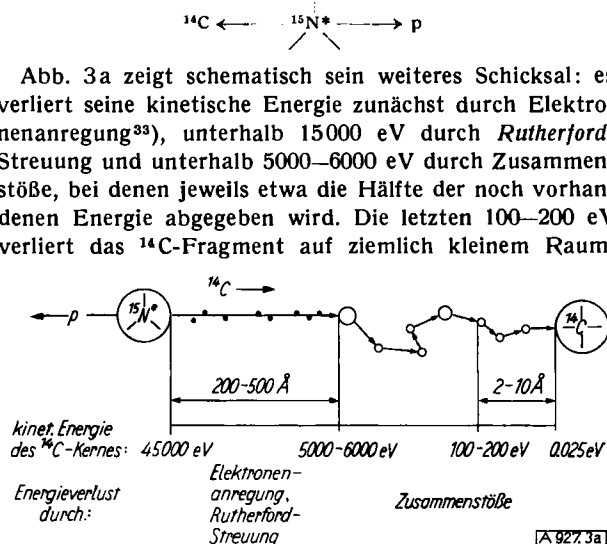 ¹⁴C ← ¹⁵N* → p
Abb. 3a zeigt schematisch sein weiteres Schicksal: es
verliert seine kinetische Energie zunächst durch Elektro
nenanregung³³), unterhalb 15000 eV durch Rutherford
Streuung und unterhalb 5000—6000 eV durch Zusammen
stöße, bei denen jeweils etwa die Hälfte der noch vorhan
denen Energie abgegeben wird. Die letzten 100—200 eV
verliert das ¹⁴C-Fragment auf ziemlich kleinem Raum
¹⁴C →
← p ¹⁵N* ¹⁴C
200-500 Å 2-10 Å
kinet. Energie
des ¹⁴C-Kernes: 45000 eV 5000-6000 eV 100-200 eV 0.025 eV
Energieverlust
durch.:
Elektronen-
anregung,
Rutherford-
Streuung
Zusammenstöße
A 927.3a